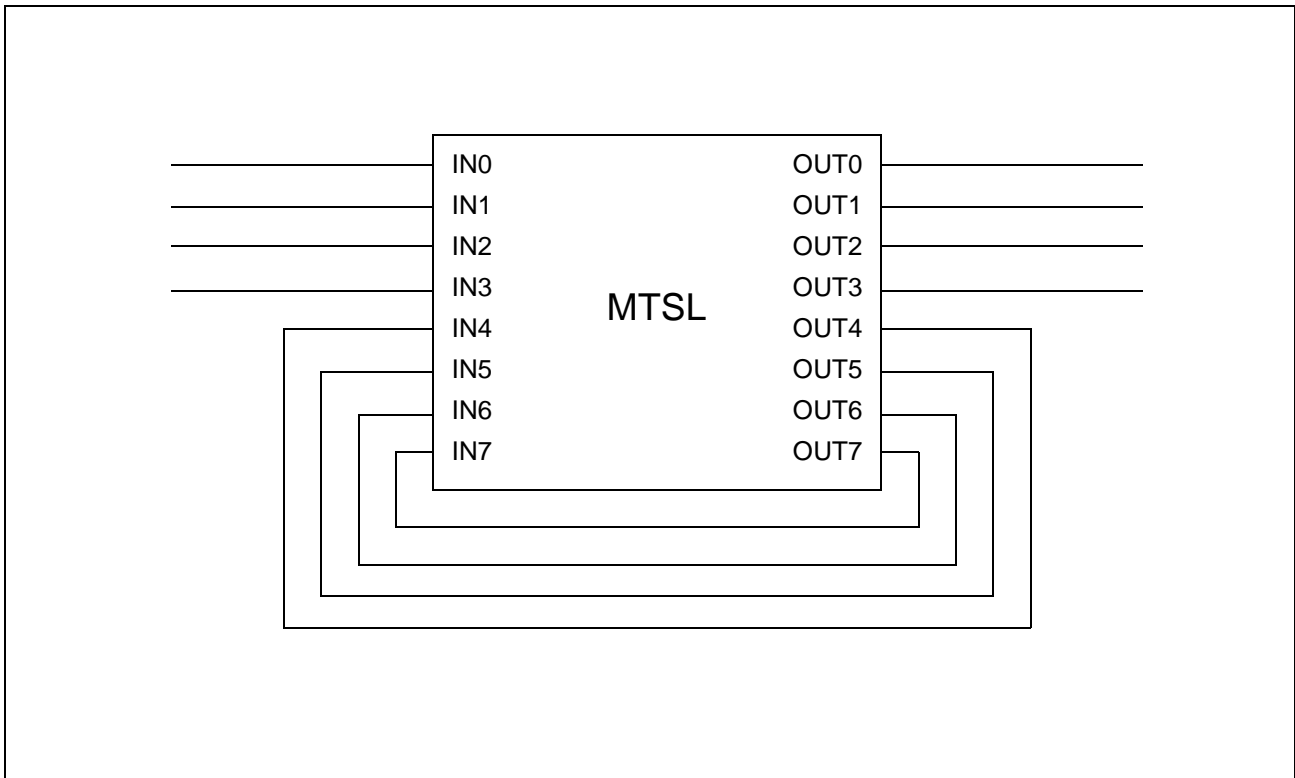 IN0 OUT0
IN1 OUT1
IN2 OUT2
IN3 OUT3
MTSL
IN4 OUT4
IN5 OUT5
IN6 OUT6
IN7 OUT7